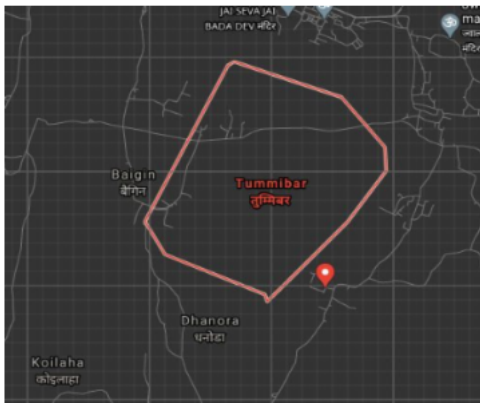 JAI SEVA JAI
BADA DEV मंदिर
Baigin
बैगिन
Tummibar
तुम्मिबर
Dhanora
धनोडा
Koilaha
कोइलाहा